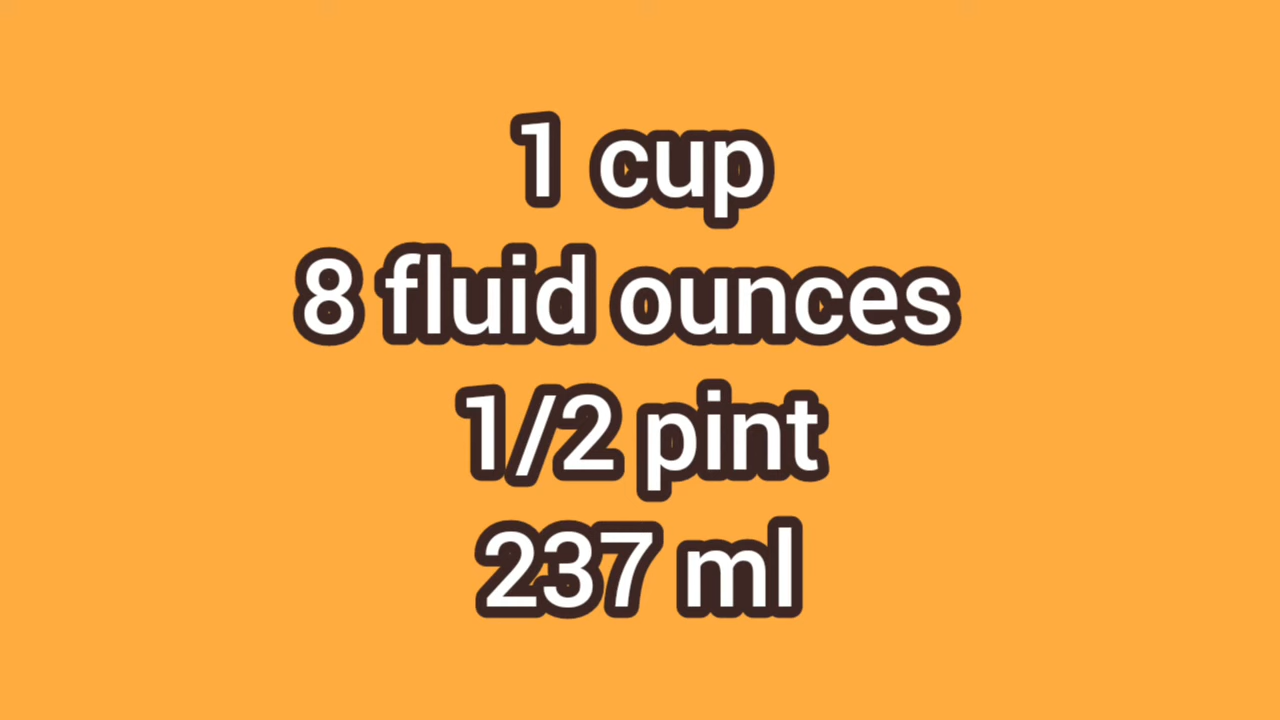 1 cup
8 fluid ounces
1/2 pint
237 ml